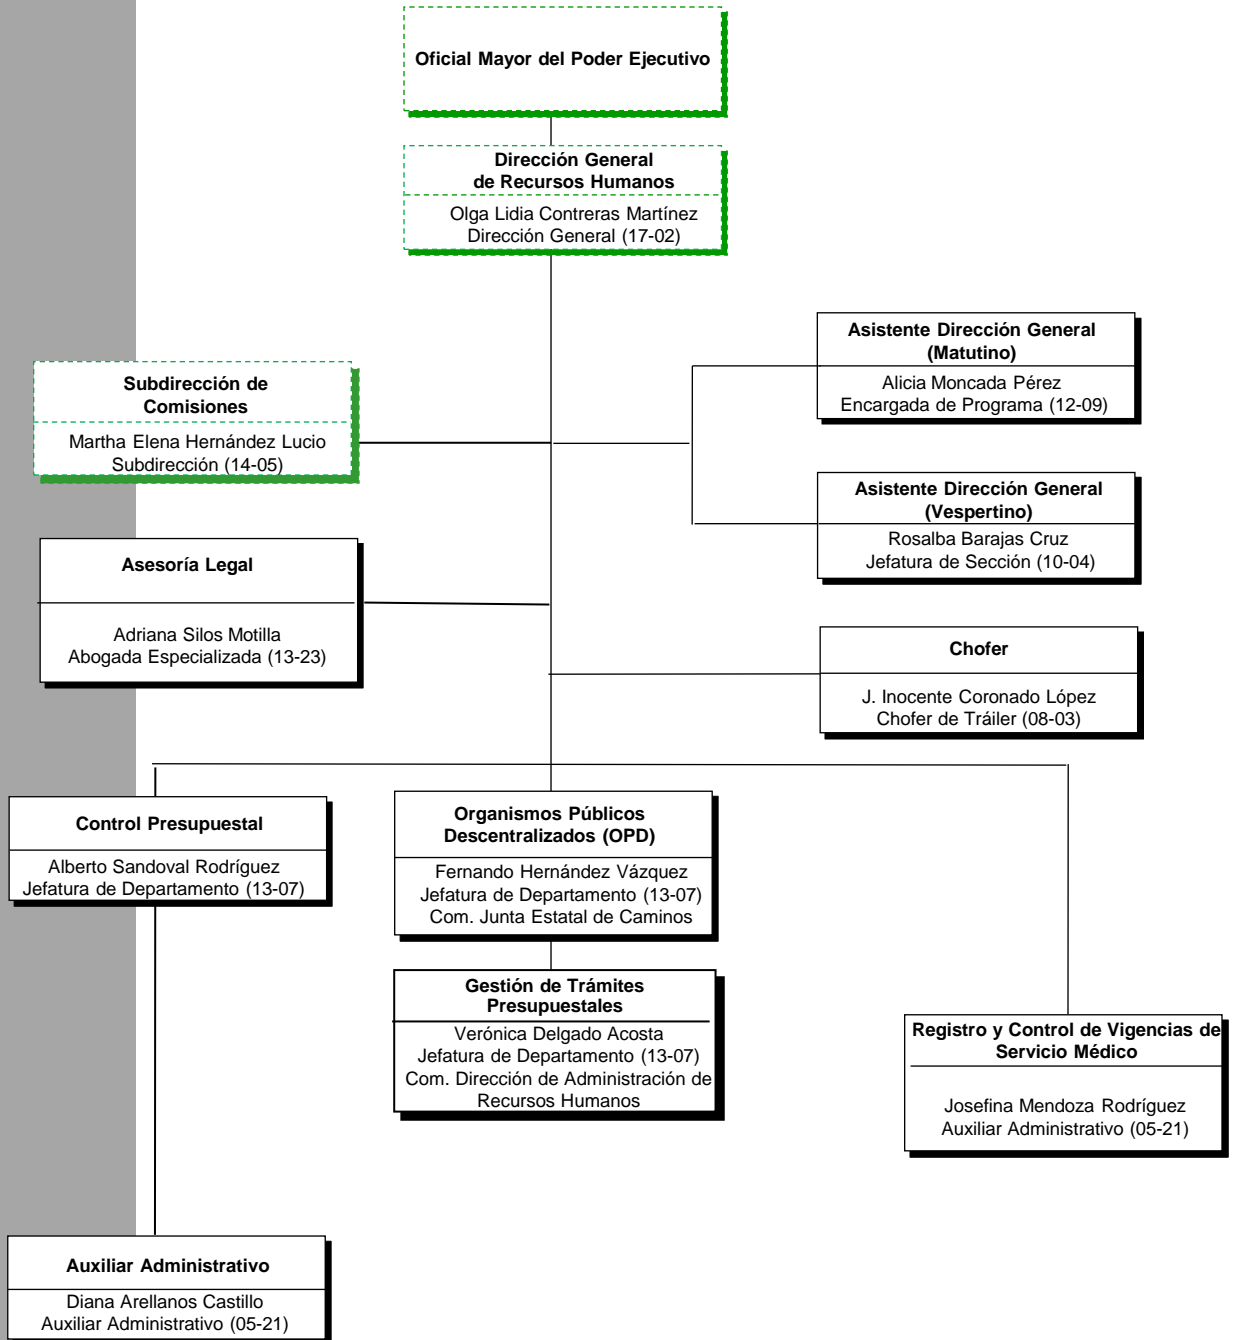 Oficial Mayor del Poder Ejecutivo
Dirección General
de Recursos Humanos
Olga Lidia Contreras Martínez
Dirección General (17-02)
Asistente Dirección General
(Matutino)
Alicia Moncada Pérez
Encargada de Programa (12-09)
Subdirección de
Comisiones
Martha Elena Hernández Lucio
Subdirección (14-05)
Asistente Dirección General
(Vespertino)
Rosalba Barajas Cruz
Jefatura de Sección (10-04)
Asesoría Legal
Adriana Silos Motilla
Abogada Especializada (13-23)
Chofer
J. Inocente Coronado López
Chofer de Tráiler (08-03)
Control Presupuestal
Alberto Sandoval Rodríguez
Jefatura de Departamento (13-07)
Organismos Públicos
Descentralizados (OPD)
Fernando Hernández Vázquez
Jefatura de Departamento (13-07)
Com. Junta Estatal de Caminos
Gestión de Trámites
Presupuestales
Verónica Delgado Acosta
Jefatura de Departamento (13-07)
Com. Dirección de Administración de
Recursos Humanos
Registro y Control de Vigencias de
Servicio Médico
Josefina Mendoza Rodríguez
Auxiliar Administrativo (05-21)
Auxiliar Administrativo
Diana Arellanos Castillo
Auxiliar Administrativo (05-21)